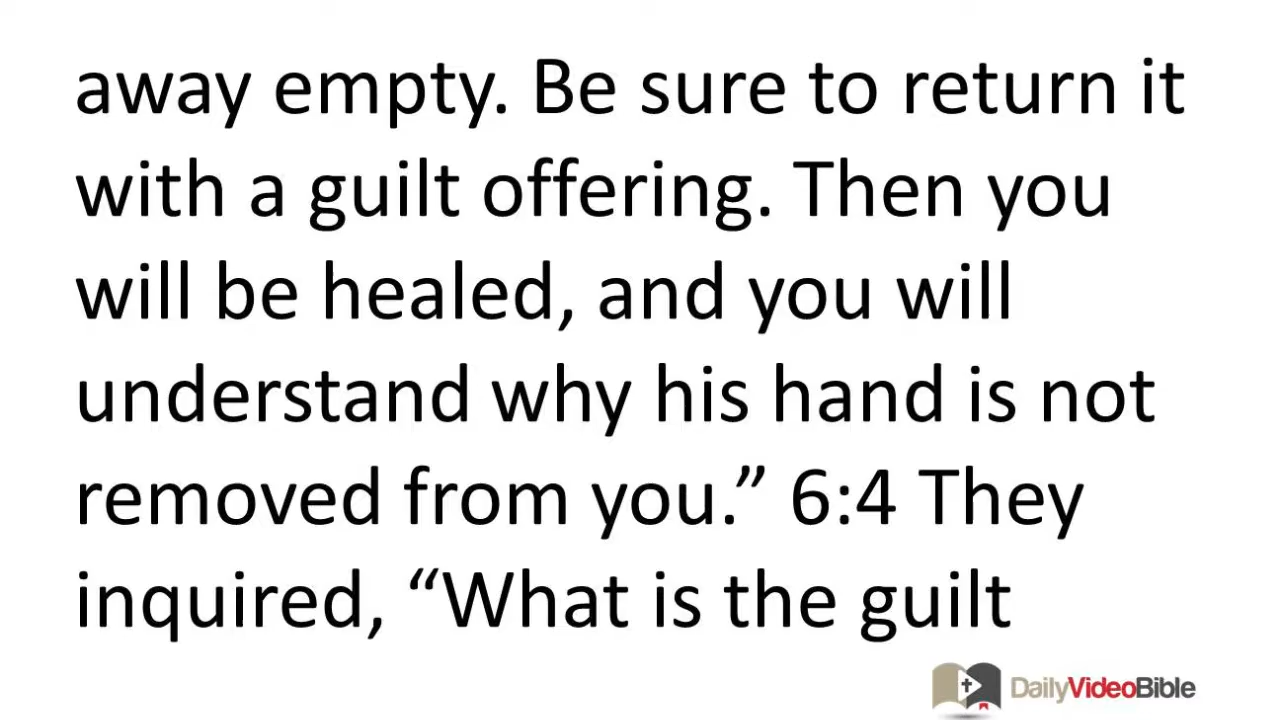 away empty. Be sure to return it
with a guilt offering. Then you
will be healed, and you will
understand why his hand is not
removed from you.” 6:4 They
inquired, “What is the guilt
DailyVideoBible